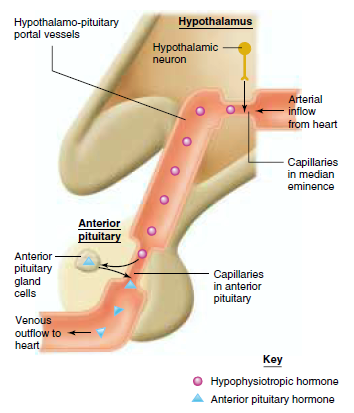 Hypothalamo-pituitary
portal vessels
Hypothalamus
Hypothalamic
neuron
Arterial
inflow
from heart
Capillaries
in median
eminence
Anterior
pituitary
Anterior
pituitary
gland
cells
Capillaries
in anterior
pituitary
Venous
outflow to
heart
Key
Hypophysiotropic hormone
Anterior pituitary hormone